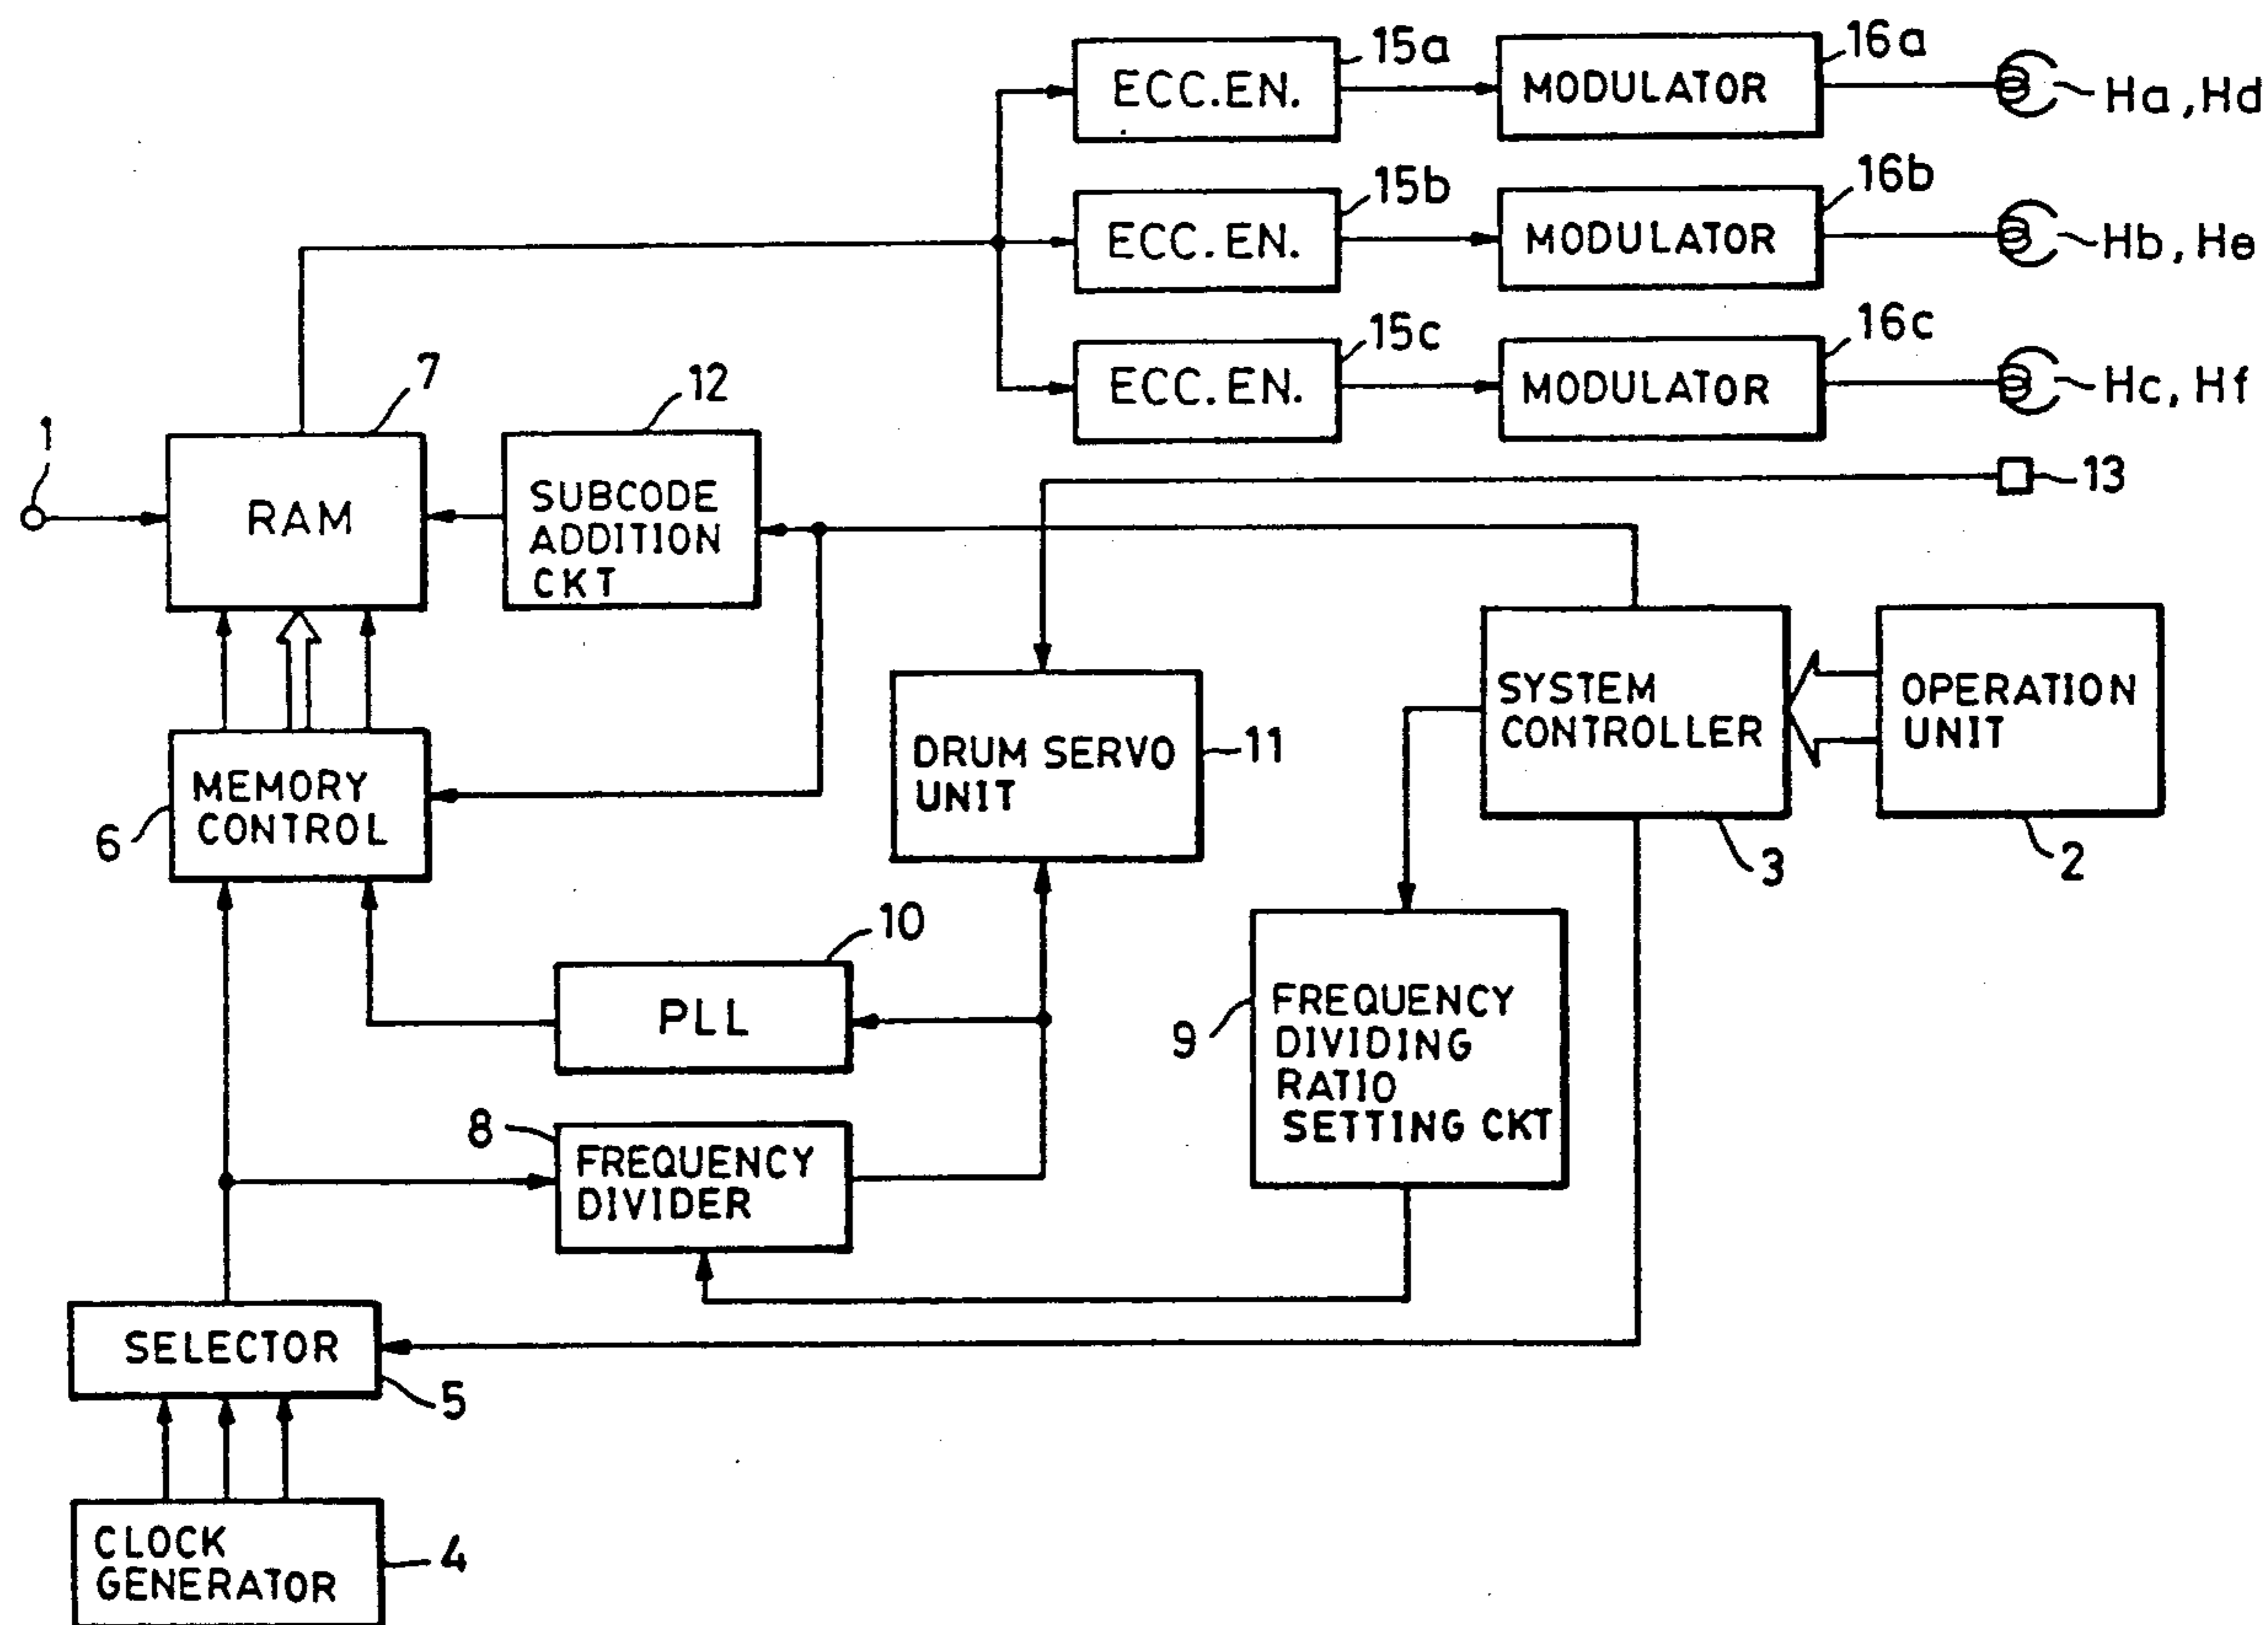 ECC.EN.
15a
MODULATOR
16a
Ha, Hd
ECC.EN.
15b
MODULATOR
16b
Hb, He
ECC.EN.
15c
MODULATOR
16c
Hc, Hf
1
RAM
7
SUBCODE
ADDITION
CKT
12
13
MEMORY
CONTROL
6
DRUM SERVO
UNIT
11
SYSTEM
CONTROLLER
3
OPERATION
UNIT
2
PLL
10
FREQUENCY
DIVIDING
RATIO
SETTING CKT
9
8
FREQUENCY
DIVIDER
SELECTOR
5
CLOCK
GENERATOR
4